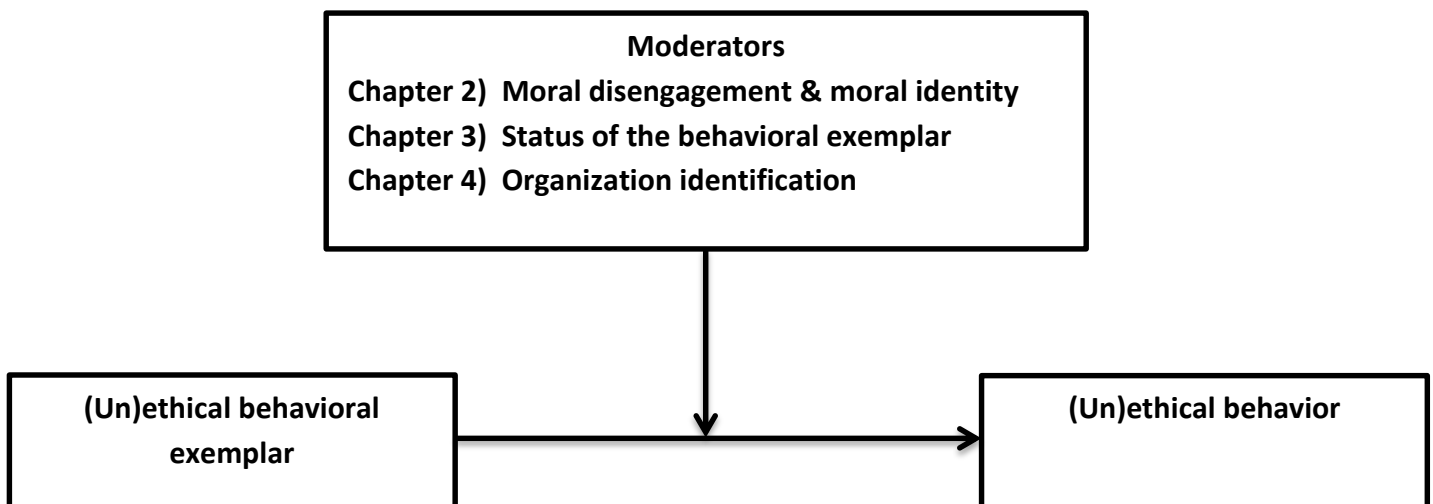 Moderators
Chapter 2) Moral disengagement & moral identity
Chapter 3) Status of the behavioral exemplar
Chapter 4) Organization identification
(Un)ethical behavioral
exemplar
(Un)ethical behavior